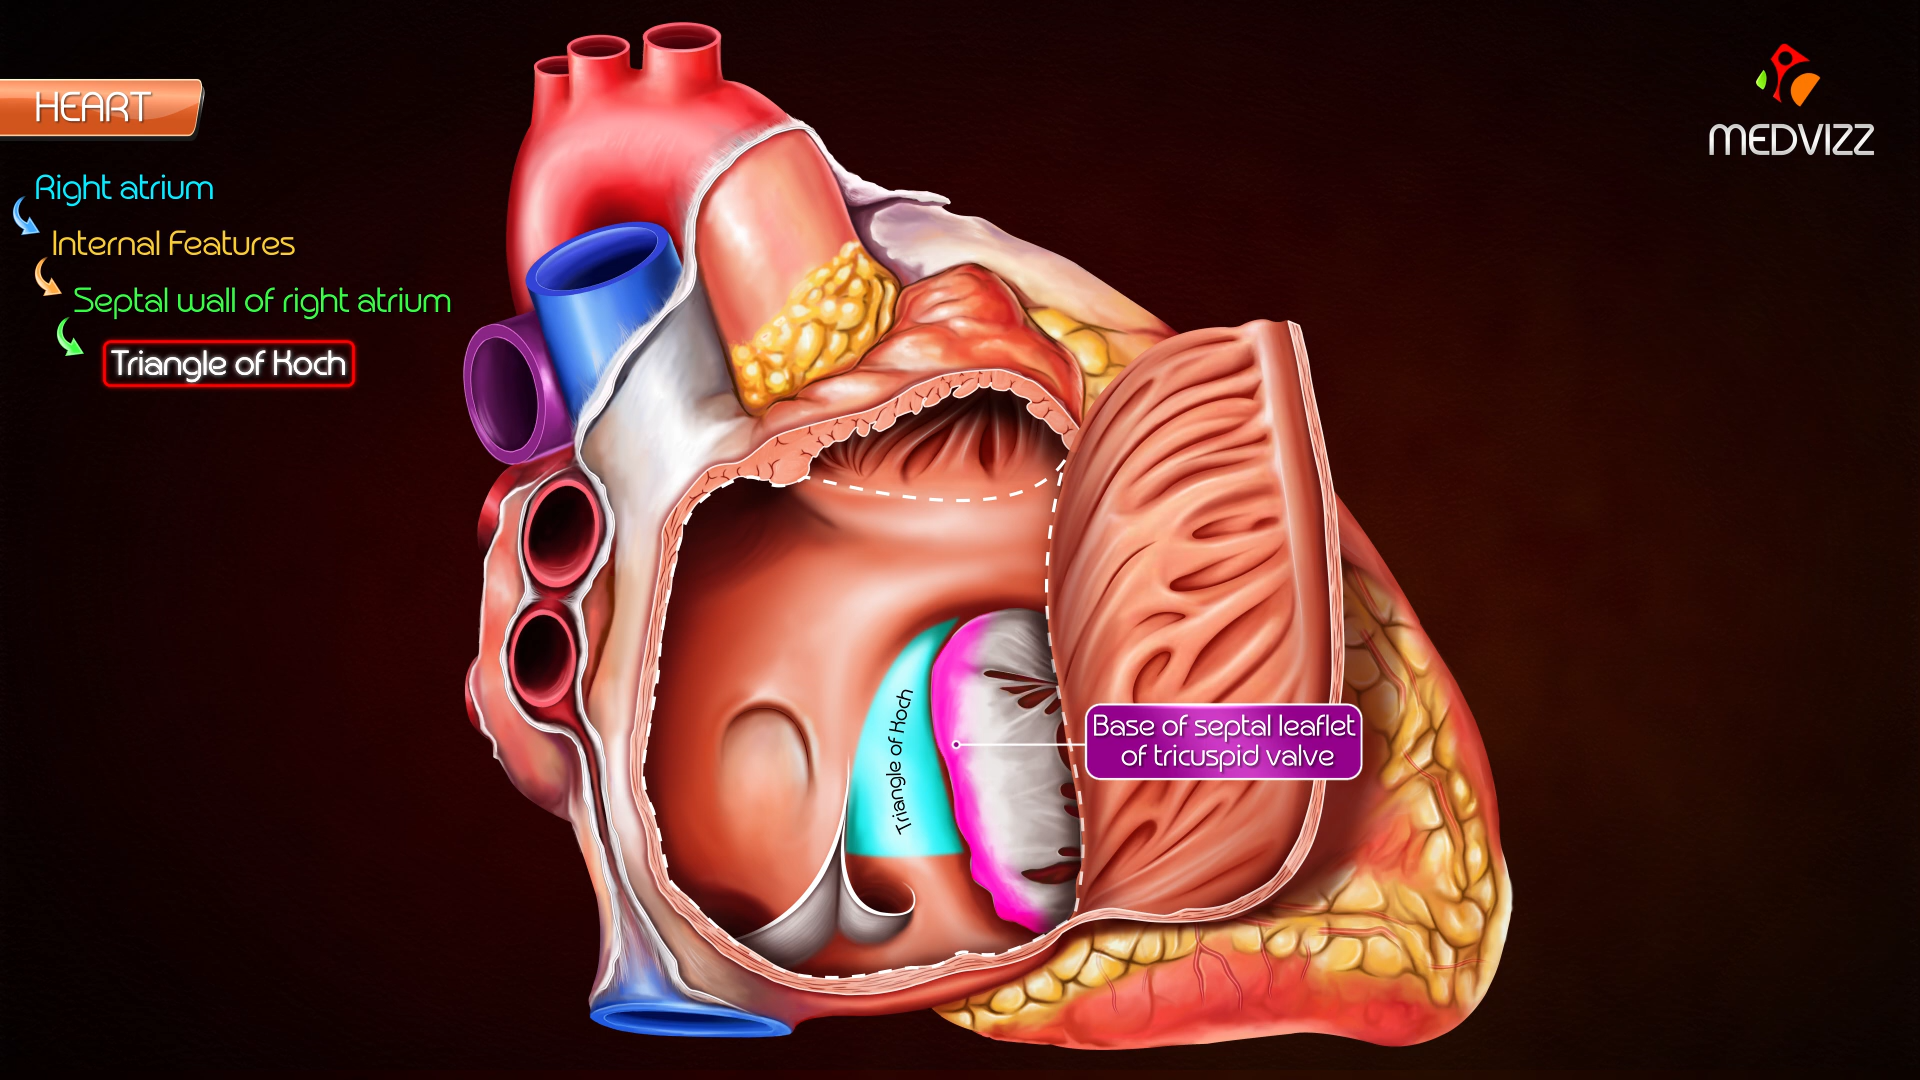 HEART
MEDVIZZ
Right atrium
Internal Features
Septal wall of right atrium
Triangle of Koch
Triangle of Koch
Base of septal leaflet
of tricuspid valve